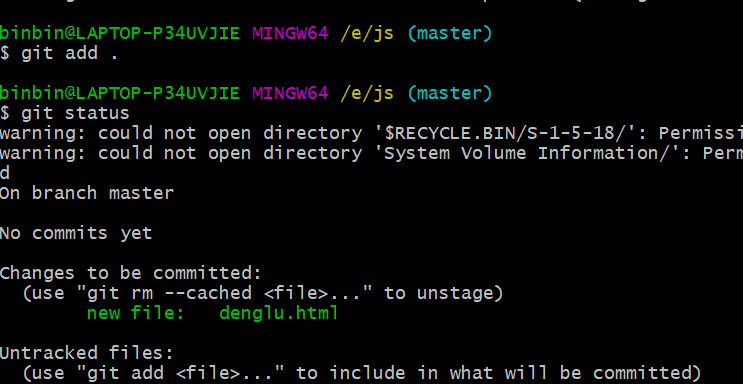 binbin@LAPTOP-P34UVJIE MINGW64 /e/js (master)
$ git add .
binbin@LAPTOP-P34UVJIE MINGW64 /e/js (master)
$ git status
warning: could not open directory '$RECYCLE.BIN/S-1-5-18/': Permissi
warning: could not open directory 'System Volume Information/': Perm
d
On branch master
No commits yet
Changes to be committed:
(use "git rm --cached <file>..." to unstage)
new file: denglu.html
Untracked files:
(use "git add <file>..." to include in what will be committed)